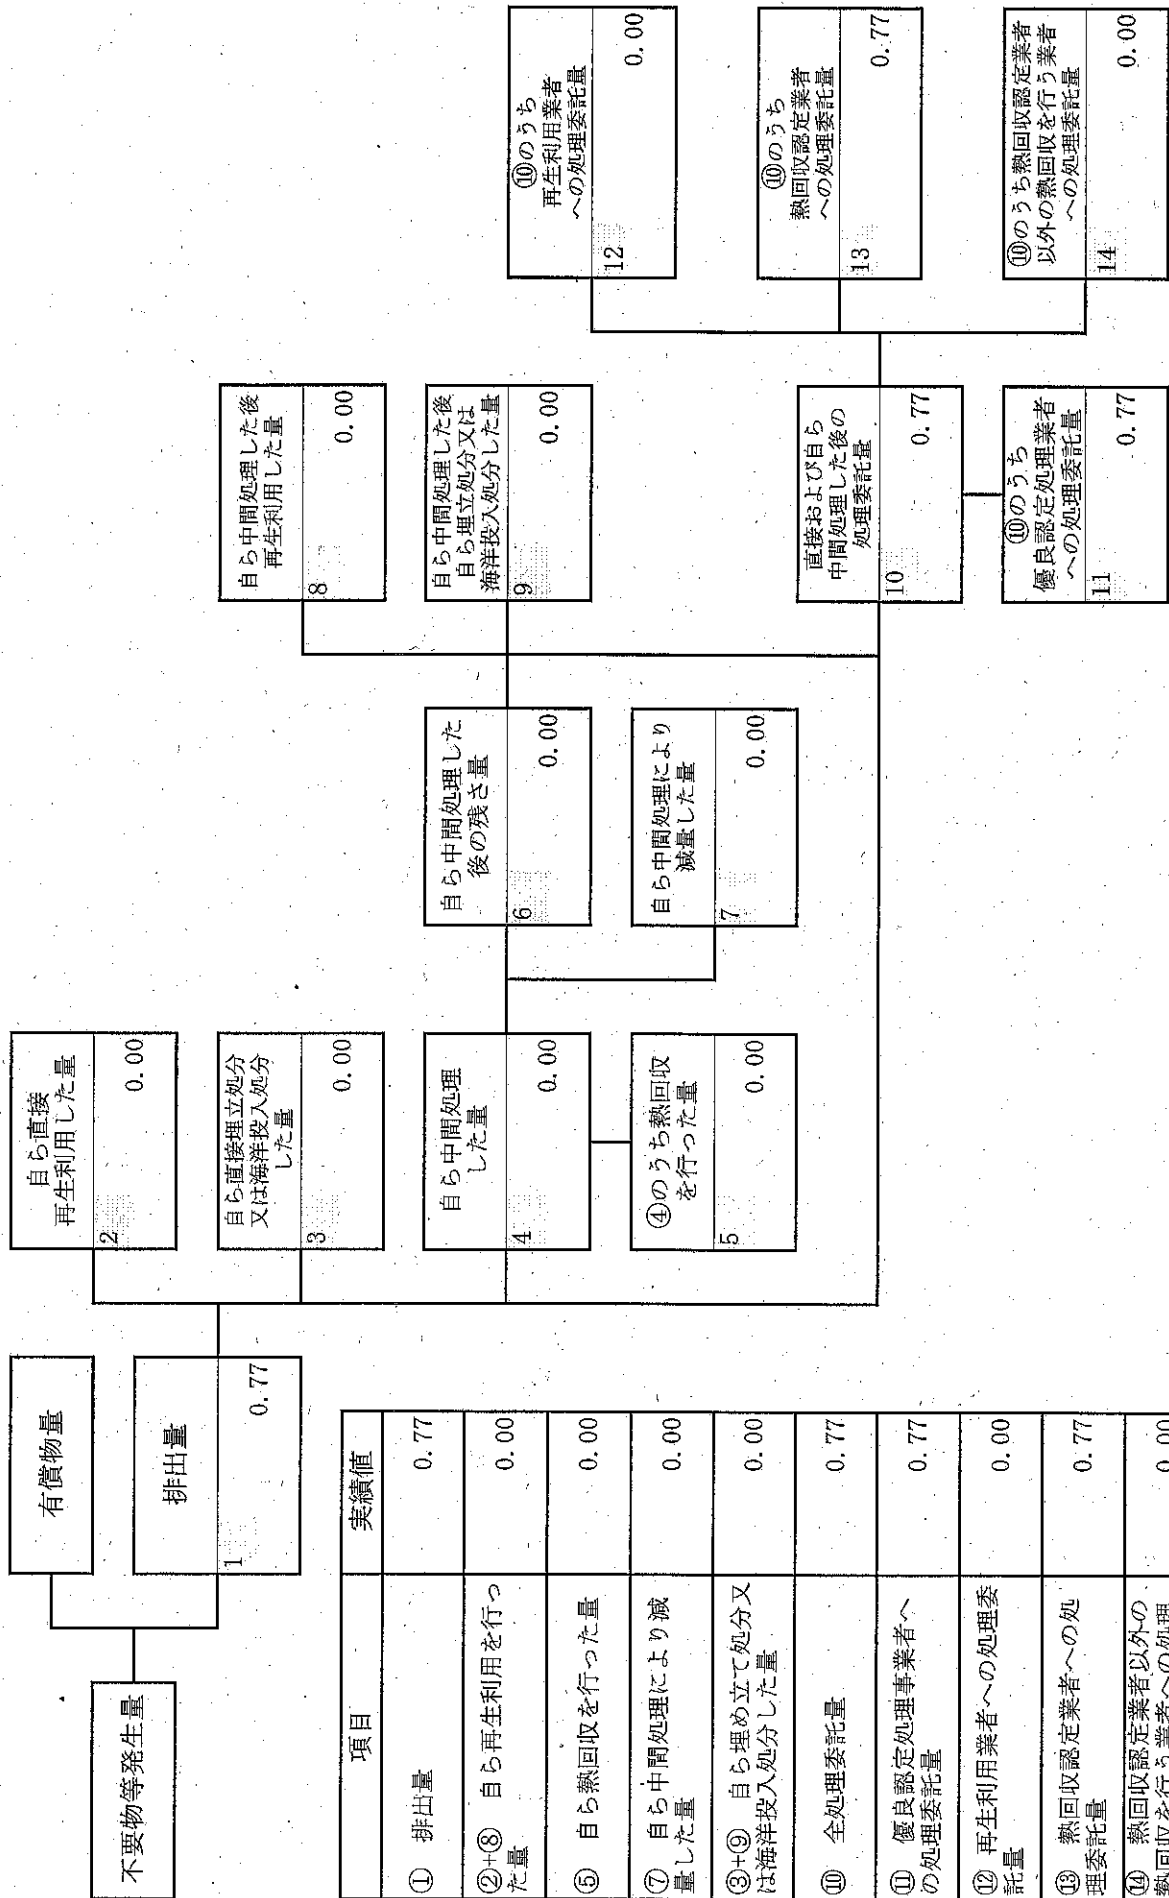 不要物等発生量
有償物量
排出量
1
0.77
自ら直接
再生利用した量
2
0.00
自ら直接埋立処分
又は海洋投入処分
した量
3
0.00
自ら中間処理
した量
4
0.00
④のうち熱回収
を行った量
5
0.00
自ら中間処理した
後の残さ量
6
0.00
自ら中間処理により
減量した量
7
0.00
自ら中間処理した後
再生利用した量
8
0.00
自ら中間処理した後
自ら埋立処分又は
海洋投入処分した量
9
0.00
直接および自ら
中間処理した後の
処理委託量
10
0.77
⑩のうち
優良認定処理業者
への処理委託量
11
0.77
⑩のうち
再生利用業者
への処理委託量
12
0.00
⑩のうち
熱回収認定業者
への処理委託量
13
0.77
⑩のうち熱回収認定業者
以外の熱回収を行う業者
への処理委託量
14
0.00
項目
実績値
① 排出量
0.77
②+⑧ 自ら再生利用を行っ
た量
0.00
⑤ 自ら熱回収を行った量
0.00
⑦ 自ら中間処理により減
量した量
0.00
③+⑨ 自ら埋め立て処分又
は海洋投入処分した量
0.00
⑩ 全処理委託量
0.77
⑪ 優良認定処理事業者へ
の処理委託量
0.77
⑫ 再生利用業者への処理委
託量
0.00
⑬ 熱回収認定業者への処
理委託量
0.77
⑭ 熱回収認定業者以外の
熱回収を行う業者への処理
0.00